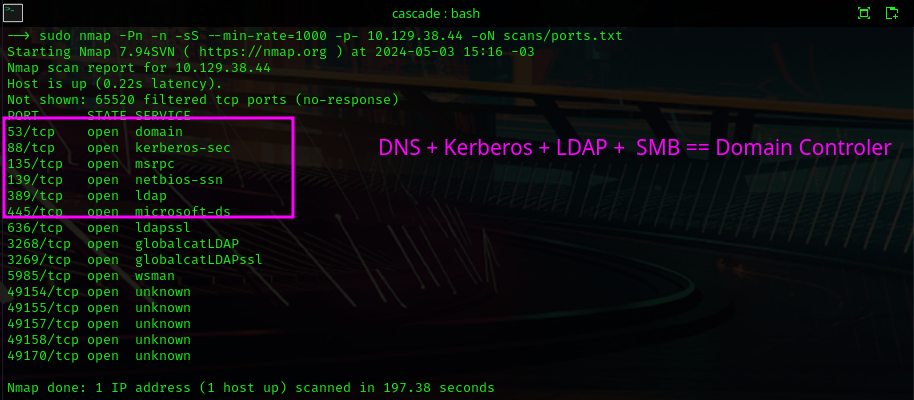 cascade : bash
--> sudo nmap -Pn -n -sS --min-rate=1000 -p- 10.129.38.44 -oN scans/ports.txt
Starting Nmap 7.94SVN ( https://nmap.org ) at 2024-05-03 15:16 -03
Nmap scan report for 10.129.38.44
Host is up (0.22s latency).
Not shown: 65520 filtered tcp ports (no-response)
PORT STATE SERVICE
53/tcp open domain
88/tcp open kerberos-sec
DNS + Kerberos + LDAP + SMB == Domain Controler
135/tcp open msrpc
139/tcp open netbios-ssn
389/tcp open ldap
445/tcp open microsoft-ds
636/tcp open ldapssl
3268/tcp open globalcatLDAP
3269/tcp open globalcatLDAPssl
5985/tcp open wsman
49154/tcp open unknown
49155/tcp open unknown
49157/tcp open unknown
49158/tcp open unknown
49170/tcp open unknown
Nmap done: 1 IP address (1 host up) scanned in 197.38 seconds